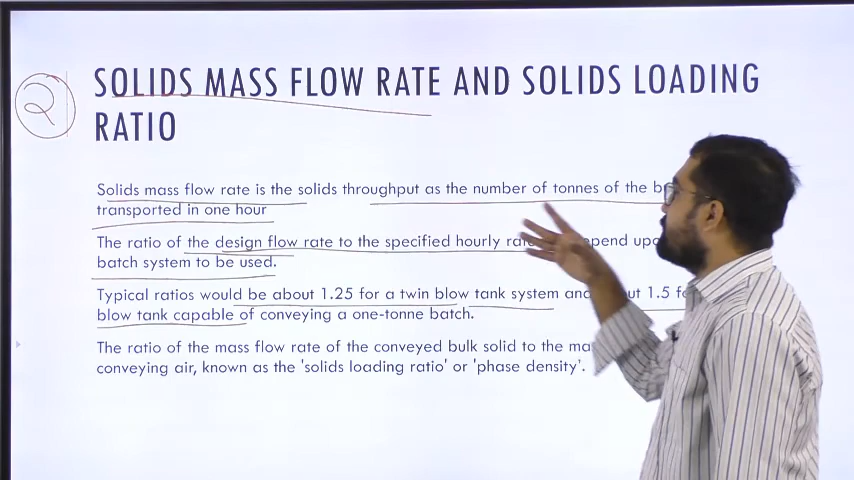 SOLIDS MASS FLOW RATE AND SOLIDS LOADING
RATIO
Solids mass flow rate is the solids throughput as the number of tonnes of the
transported in one hour
The ratio of the design flow rate to the specified hourly
batch system to be used.
Typical ratios would be about 1.25 for a twin blow tank system and 1.5
blow tank capable of conveying a one-tonne batch.
The ratio of the mass flow rate of the conveyed bulk solid to the
conveying air, known as the 'solids loading ratio' or 'phase density'.